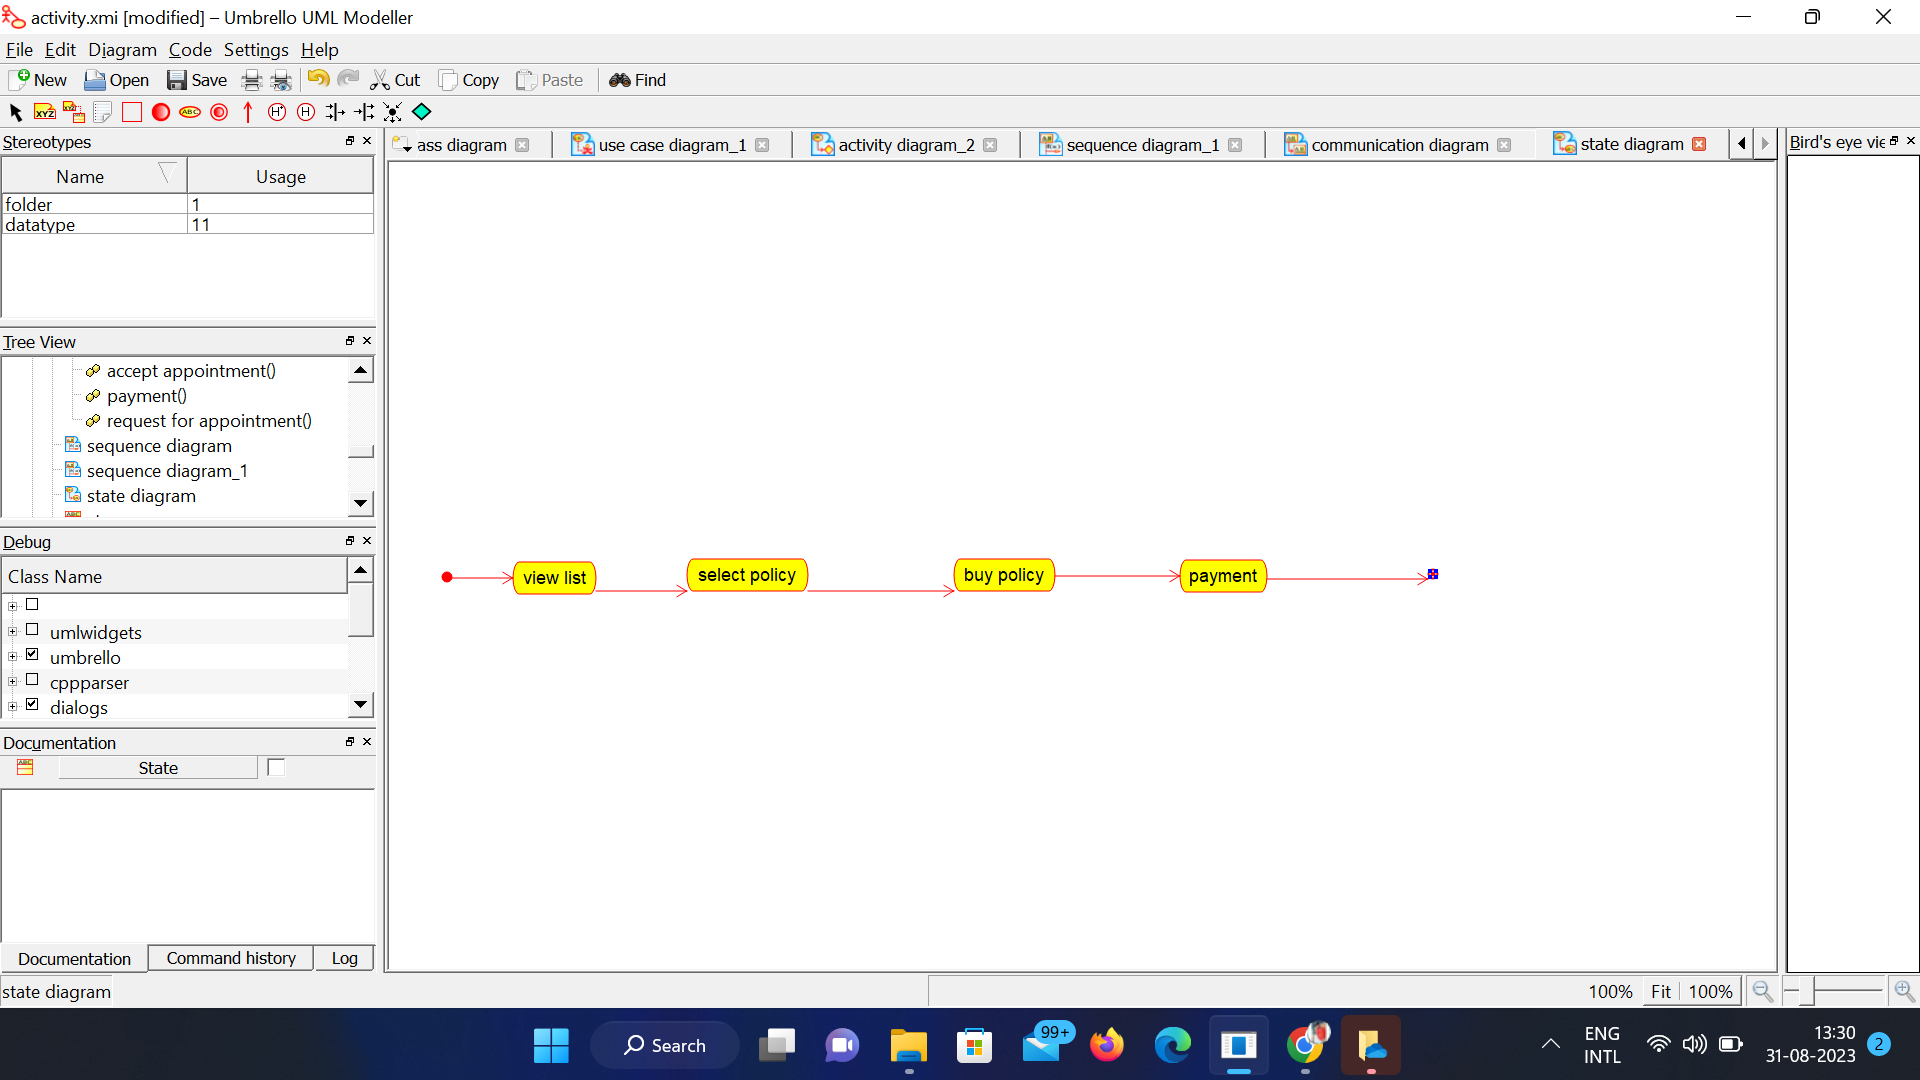 activity.xmi [modified] – Umbrello UML Modeller
File Edit Diagram Code Settings Help
New Open Save Cut Copy Paste Find
XYZ XYZ ABC H* H
Stereotypes
Name Usage
folder 1
datatype 11
Tree View
accept appointment()
payment()
request for appointment()
sequence diagram
sequence diagram_1
state diagram
Debug
Class Name
umlwidgets
umbrello
cppparser
dialogs
Documentation
ABC State
Documentation Command history Log
state diagram
ass diagram use case diagram_1 activity diagram_2 sequence diagram_1 communication diagram state diagram
view list select policy buy policy payment
Bird's eye vie
100% Fit 100%
Search
99+
ENG
INTL
13:30
31-08-2023
2